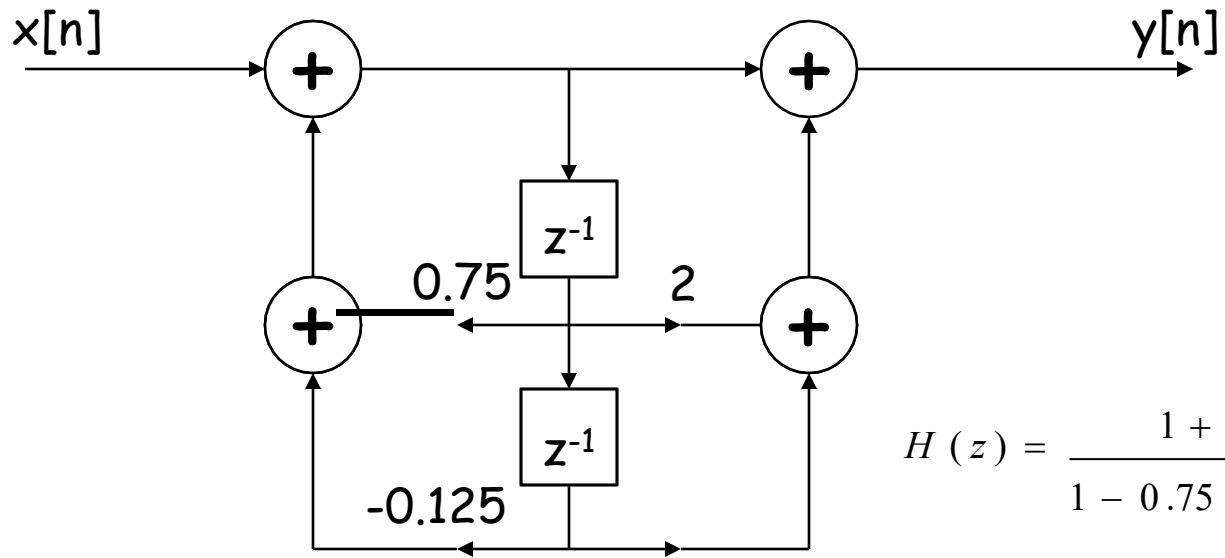 x[n] y[n]
+ +
z⁻¹
0.75 2
+ +
z⁻¹
-0.125
H ( z ) = 1 +
1 − 0.75